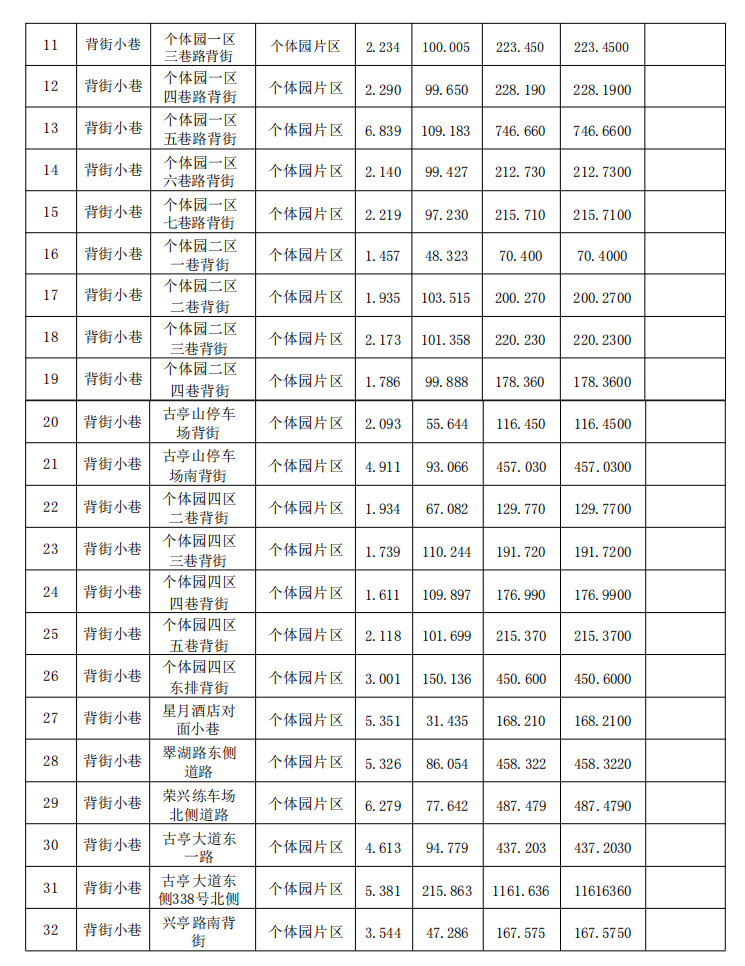 11 背街小巷 个体园一区三巷路背街 个体园片区 2.234 100.005 223.450 223.4500
12 背街小巷 个体园一区四巷路背街 个体园片区 2.290 99.650 228.190 228.1900
13 背街小巷 个体园一区五巷路背街 个体园片区 6.839 109.183 746.660 746.6600
14 背街小巷 个体园一区六巷路背街 个体园片区 2.140 99.427 212.730 212.7300
15 背街小巷 个体园一区七巷路背街 个体园片区 2.219 97.230 215.710 215.7100
16 背街小巷 个体园二区一巷背街 个体园片区 1.457 48.323 70.400 70.4000
17 背街小巷 个体园二区二巷背街 个体园片区 1.935 103.515 200.270 200.2700
18 背街小巷 个体园二区三巷背街 个体园片区 2.173 101.358 220.230 220.2300
19 背街小巷 个体园二区四巷背街 个体园片区 1.786 99.888 178.360 178.3600
20 背街小巷 古亭山停车场背街 个体园片区 2.093 55.644 116.450 116.4500
21 背街小巷 古亭山停车场南背街 个体园片区 4.911 93.066 457.030 457.0300
22 背街小巷 个体园四区二巷背街 个体园片区 1.934 67.082 129.770 129.7700
23 背街小巷 个体园四区三巷背街 个体园片区 1.739 110.244 191.720 191.7200
24 背街小巷 个体园四区四巷背街 个体园片区 1.611 109.897 176.990 176.9900
25 背街小巷 个体园四区五巷背街 个体园片区 2.118 101.699 215.370 215.3700
26 背街小巷 个体园四区东排背街 个体园片区 3.001 150.136 450.600 450.6000
27 背街小巷 星月酒店对面小巷 个体园片区 5.351 31.435 168.210 168.2100
28 背街小巷 翠湖路东侧道路 个体园片区 5.326 86.054 458.322 458.3220
29 背街小巷 荣兴练车场北侧道路 个体园片区 6.279 77.642 487.479 487.4790
30 背街小巷 古亭大道东一路 个体园片区 4.613 94.779 437.203 437.2030
31 背街小巷 古亭大道东侧338号北侧 个体园片区 5.381 215.863 1161.636 11616360
32 背街小巷 兴亭路南背街 个体园片区 3.544 47.286 167.575 167.5750